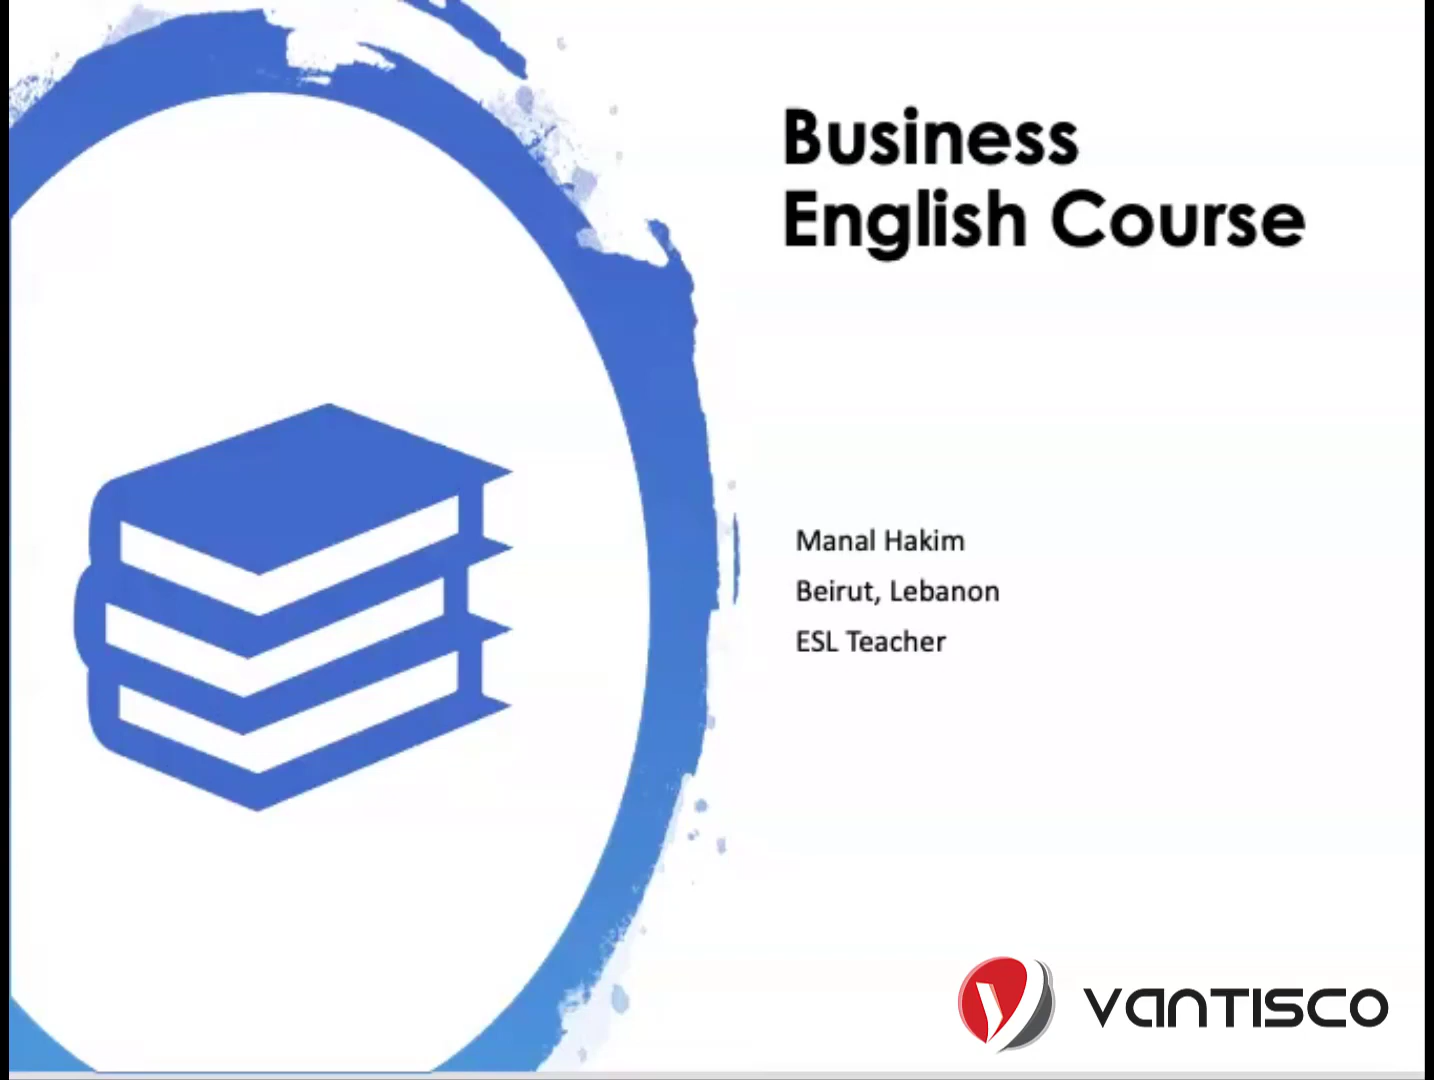 Business
English Course
Manal Hakim
Beirut, Lebanon
ESL Teacher
VANTISCO